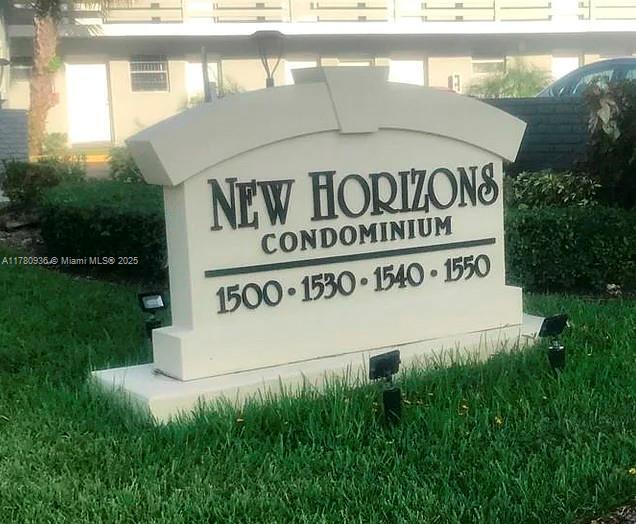 NEW HORIZONS
CONDOMINIUM
1500 • 1530 • 1540 • 1550
A11780936 © Miami MLS® 2025